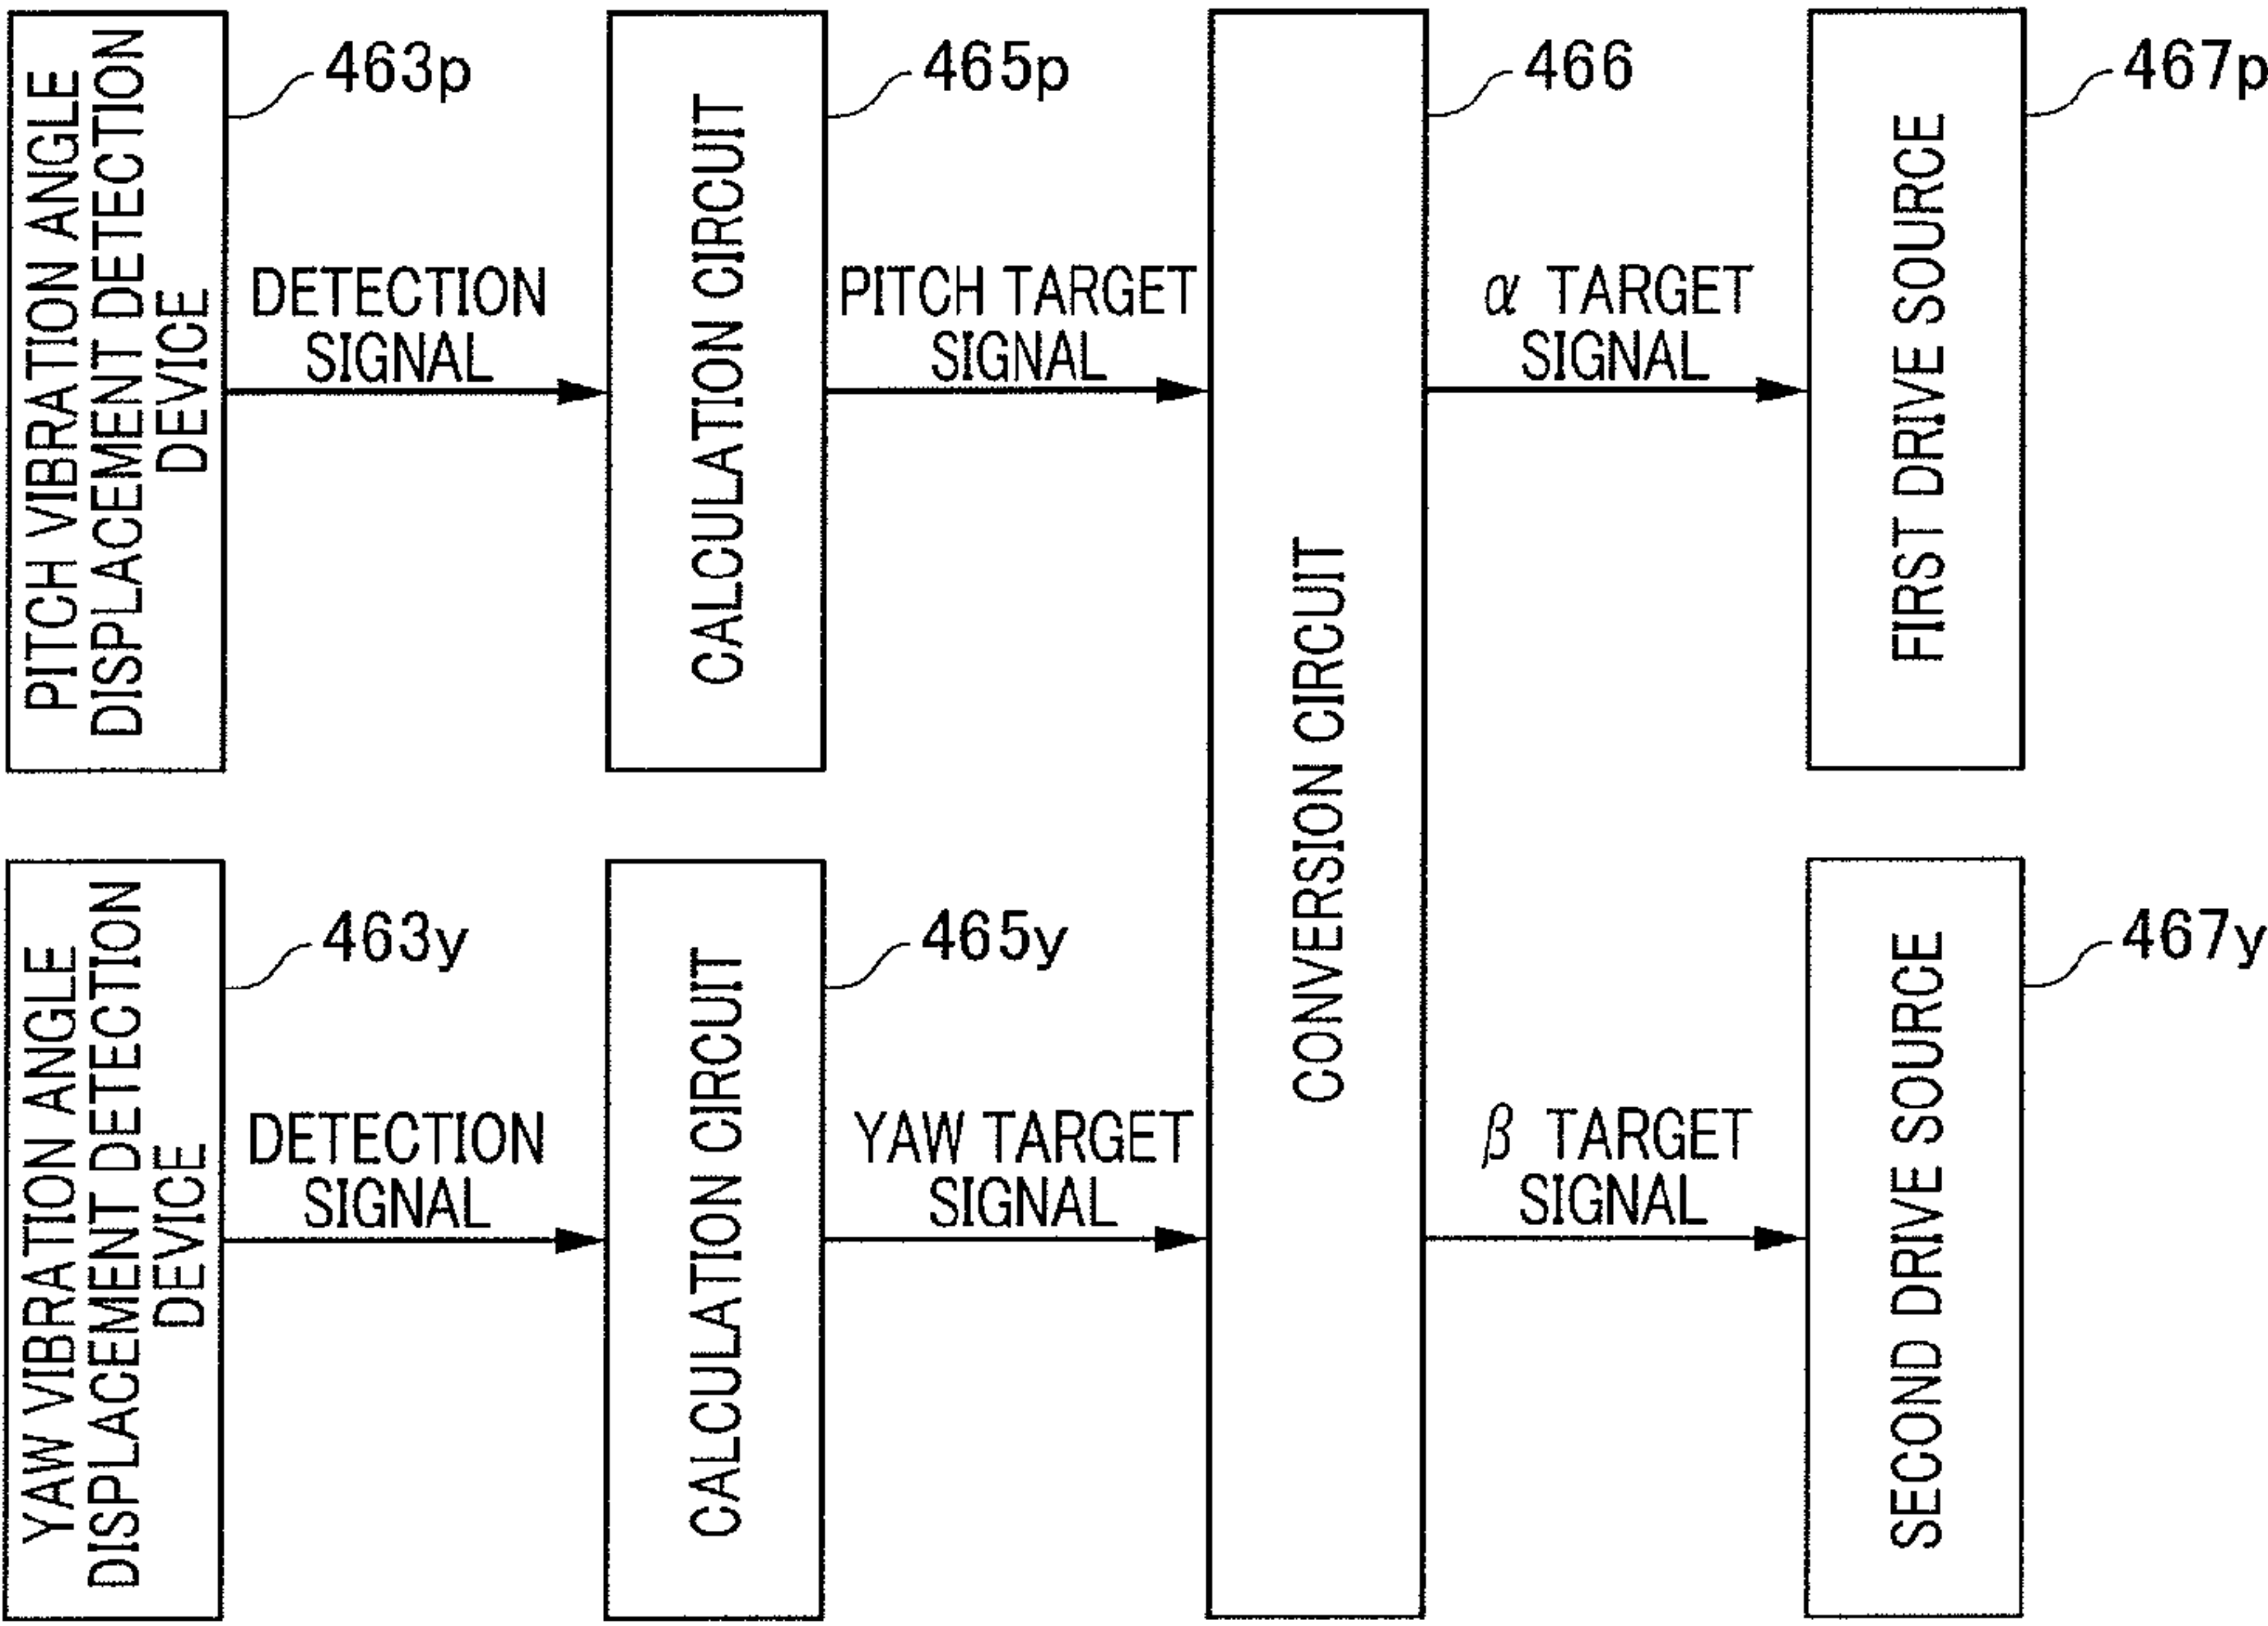 PITCH VIBRATION ANGLE
DISPLACEMENT DETECTION
DEVICE
463p
DETECTION
SIGNAL
CALCULATION CIRCUIT
465p
PITCH TARGET
SIGNAL
CONVERSION CIRCUIT
466
α TARGET
SIGNAL
FIRST DRIVE SOURCE
467p
YAW VIBRATION ANGLE
DISPLACEMENT DETECTION
DEVICE
463y
DETECTION
SIGNAL
CALCULATION CIRCUIT
465y
YAW TARGET
SIGNAL
β TARGET
SIGNAL
SECOND DRIVE SOURCE
467y